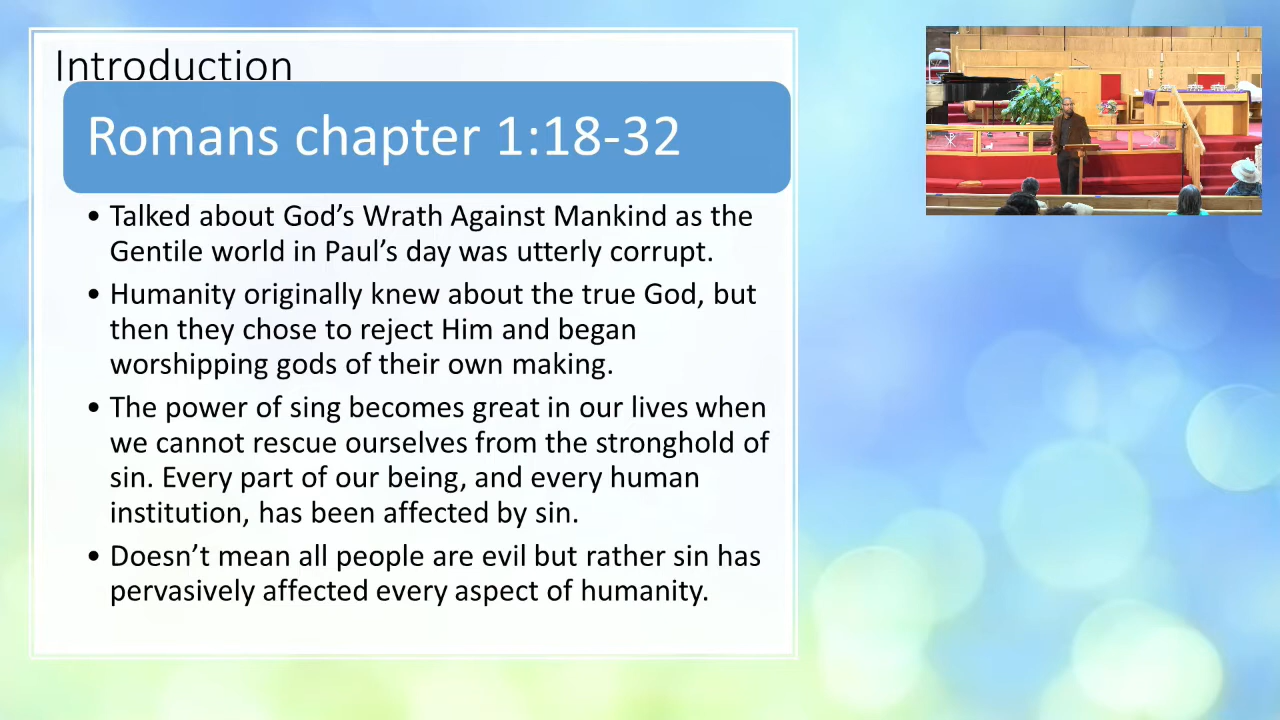 Introduction
Romans chapter 1:18-32
• Talked about God’s Wrath Against Mankind as the
Gentile world in Paul’s day was utterly corrupt.
• Humanity originally knew about the true God, but
then they chose to reject Him and began
worshipping gods of their own making.
• The power of sing becomes great in our lives when
we cannot rescue ourselves from the stronghold of
sin. Every part of our being, and every human
institution, has been affected by sin.
• Doesn’t mean all people are evil but rather sin has
pervasively affected every aspect of humanity.